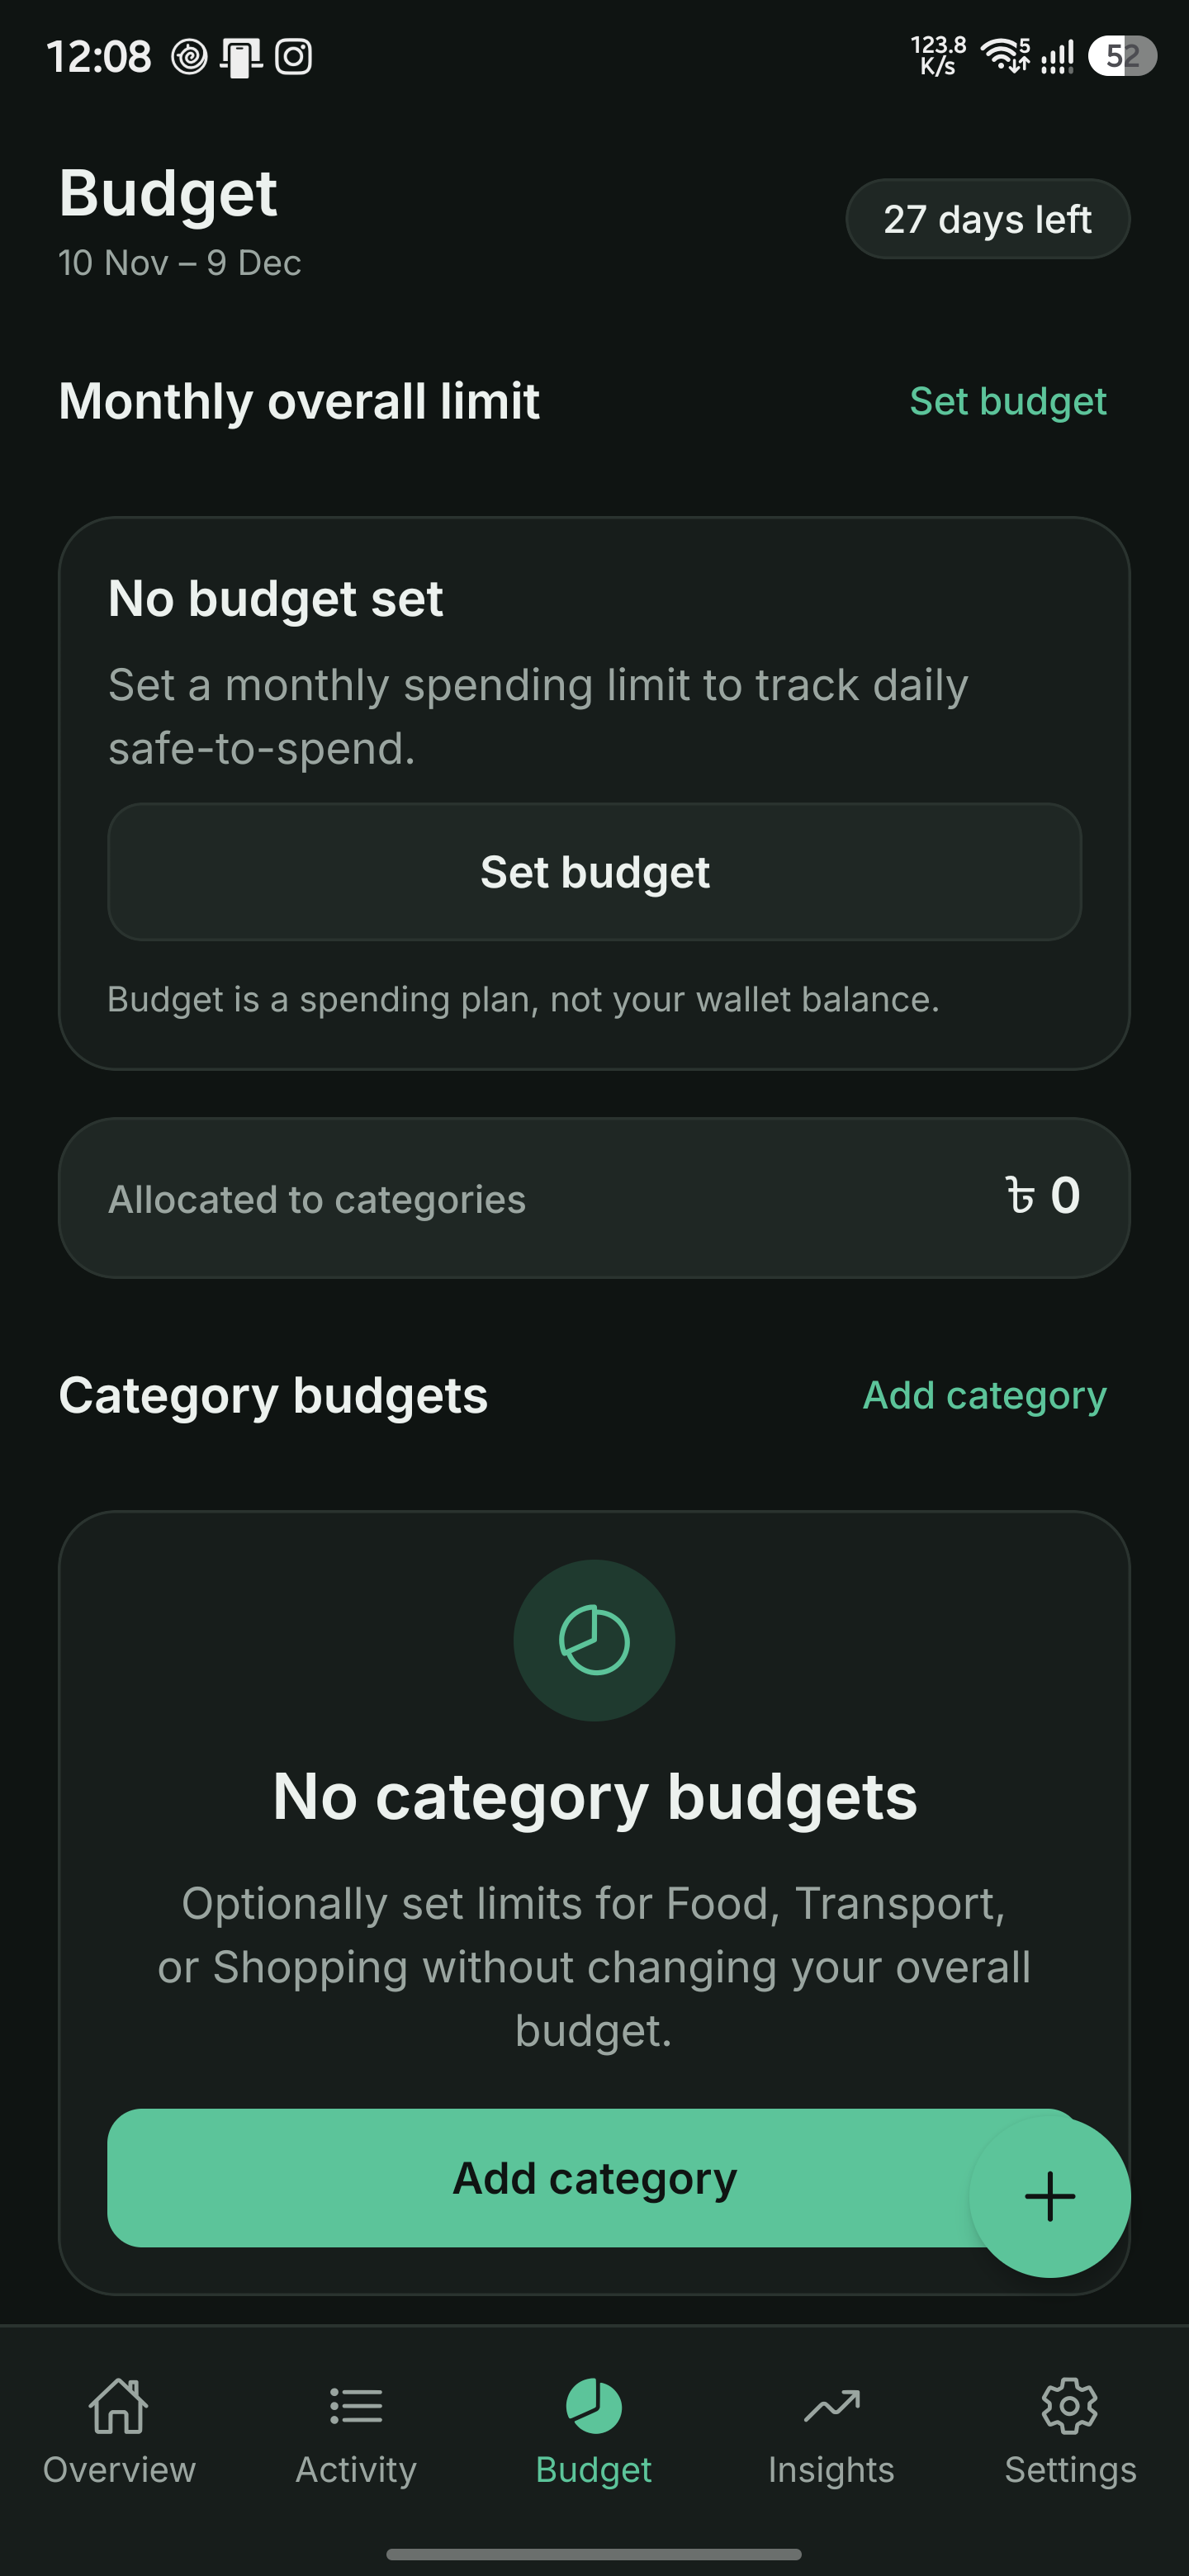 12:08
123.8
K/s
5
52
Budget
10 Nov – 9 Dec
27 days left
Monthly overall limit
Set budget
No budget set
Set a monthly spending limit to track daily
safe-to-spend.
Set budget
Budget is a spending plan, not your wallet balance.
Allocated to categories
৳ 0
Category budgets
Add category
No category budgets
Optionally set limits for Food, Transport,
or Shopping without changing your overall
budget.
Add category
Overview
Activity
Budget
Insights
Settings